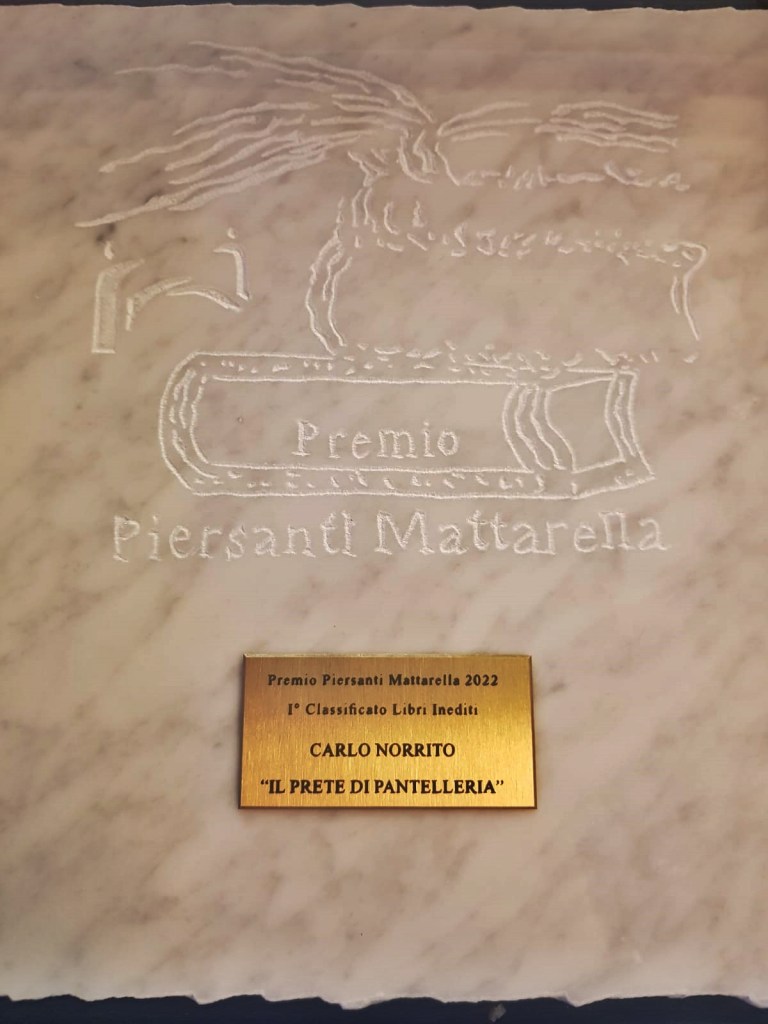 Premio
Piersanti Mattarella
Premio Piersanti Mattarella 2022
I° Classificato Libri Inediti
CARLO NORRITO
“IL PRETE DI PANTELLERIA”